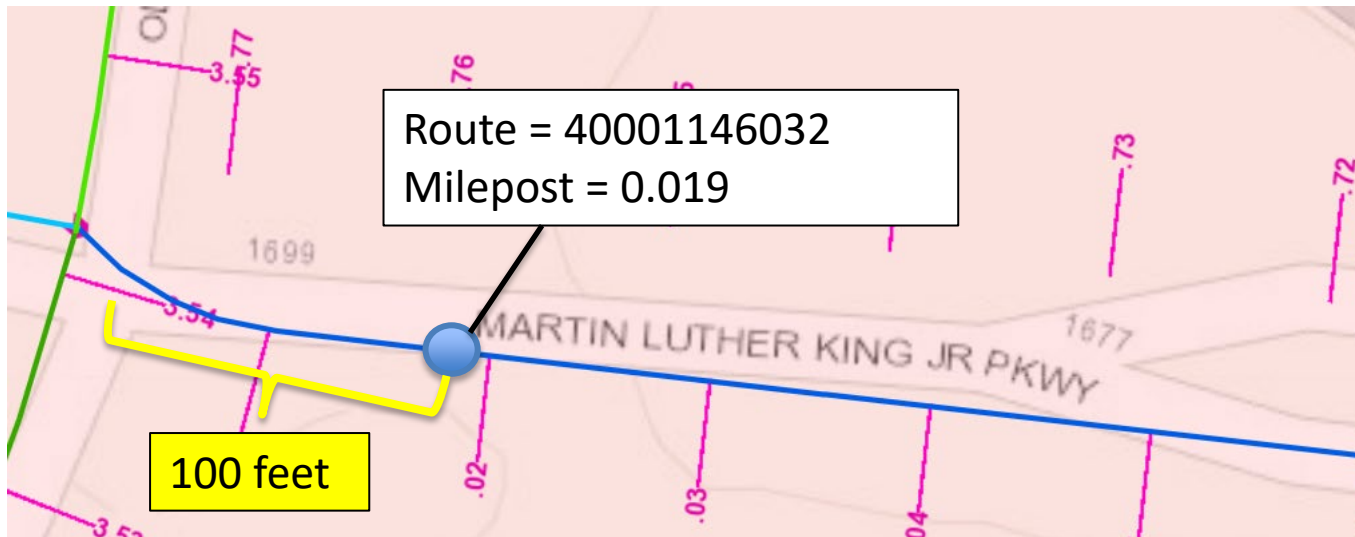 .77
3.55
.76
Route = 40001146032
Milepost = 0.019
.73
.72
1699
3.54
MARTIN LUTHER KING JR PKWY
1677
100 feet
.02
.03